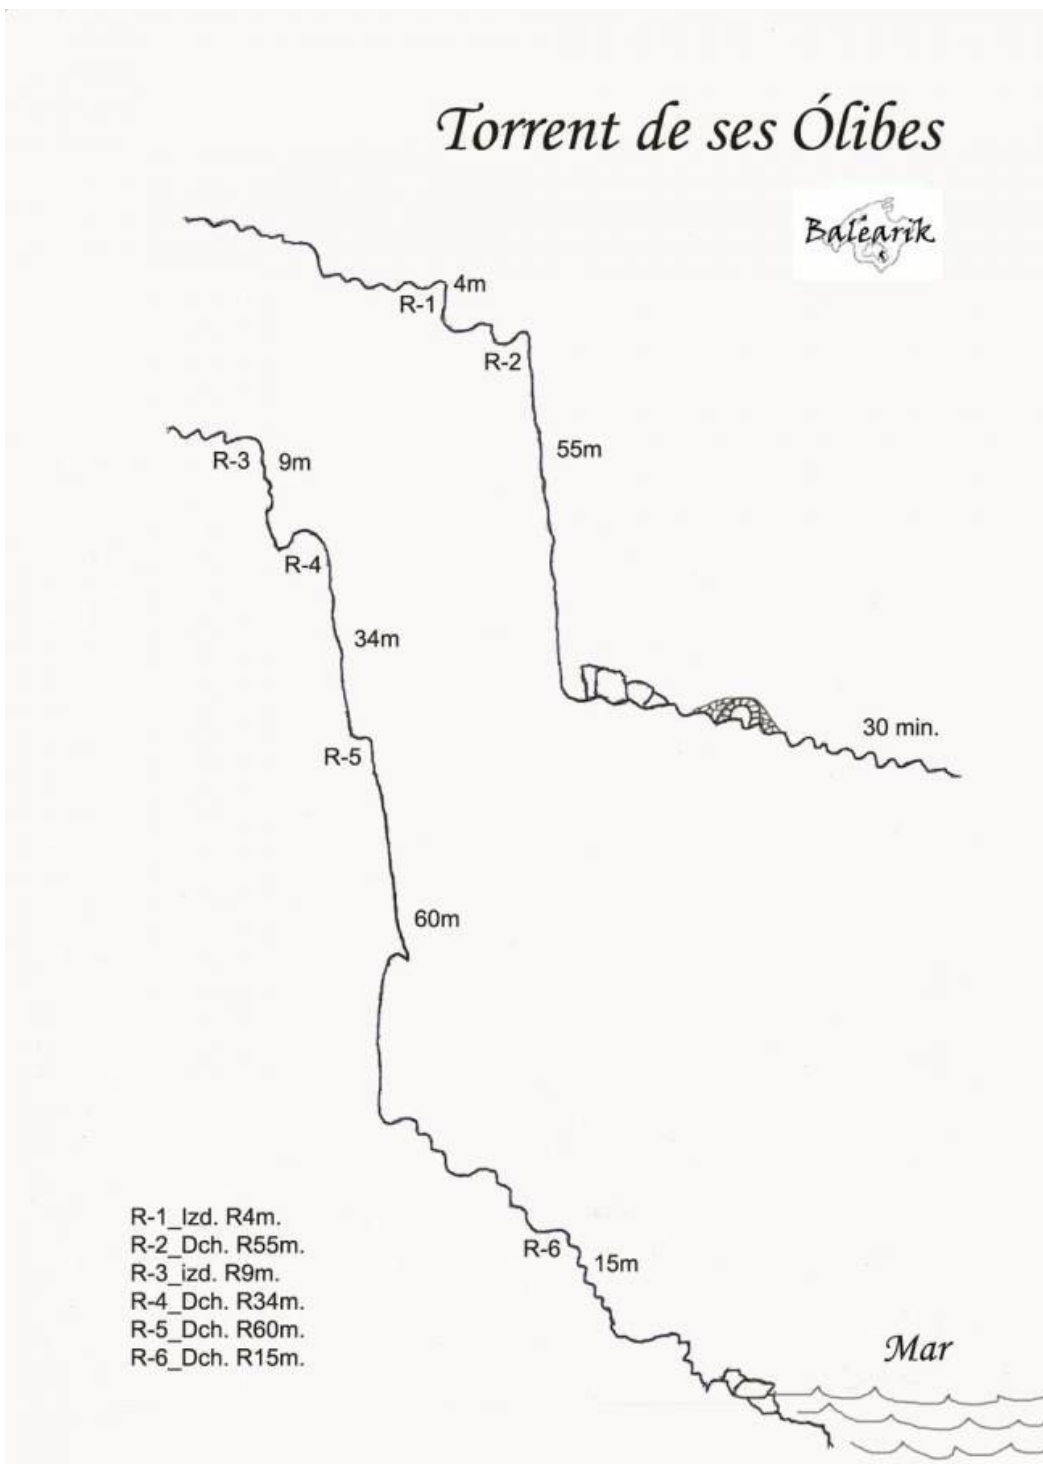 Torrent de ses Ólibes
Balearik
4m
R-1
R-2
55m
R-3 9m
R-4
34m
R-5
30 min.
60m
R-6
15m
R-1_Izd. R4m.
R-2_Dch. R55m.
R-3_izd. R9m.
R-4_Dch. R34m.
R-5_Dch. R60m.
R-6_Dch. R15m.
Mar